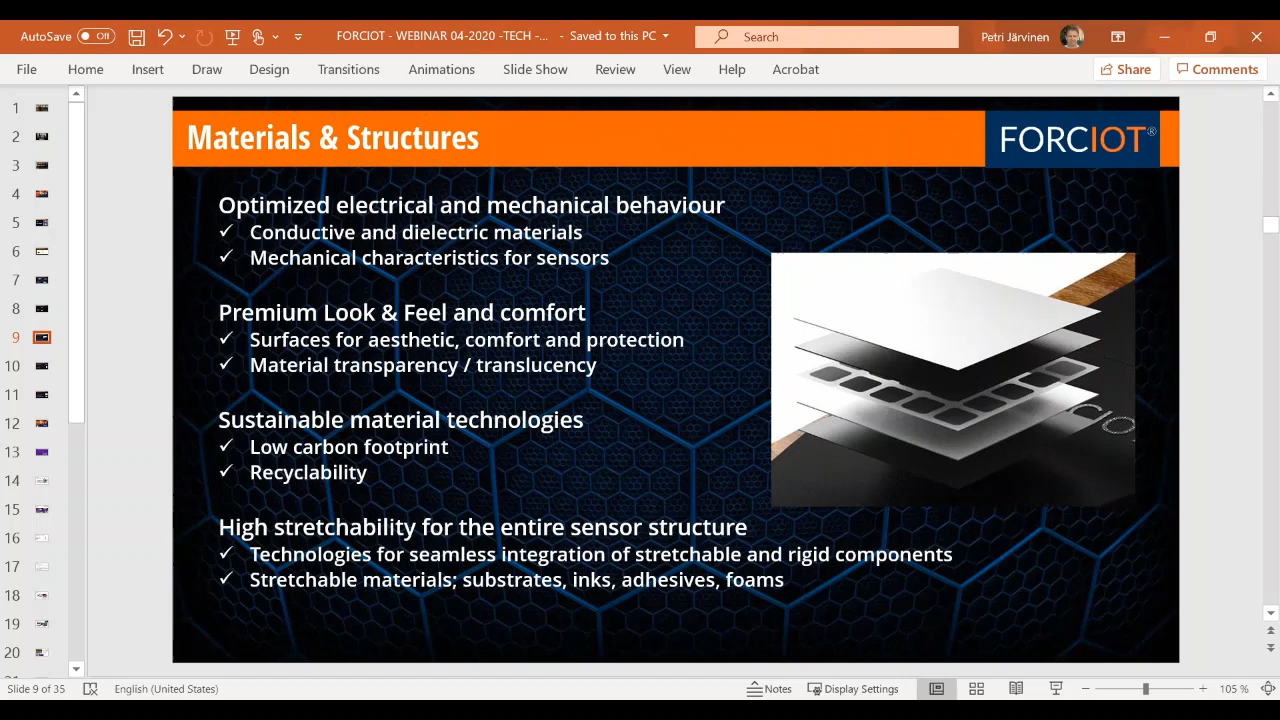 AutoSave Off FORCIOT - WEBINAR 04-2020 -TECH -... - Saved to this PC Search Petri Järvinen
File Home Insert Draw Design Transitions Animations Slide Show Review View Help Acrobat Share Comments
1
2
3
4
5
6
7
8
9
10
11
12
13
14
15
16
17
18
19
20
Materials & Structures
FORCIOT®
Optimized electrical and mechanical behaviour
✓ Conductive and dielectric materials
✓ Mechanical characteristics for sensors
Premium Look & Feel and comfort
✓ Surfaces for aesthetic, comfort and protection
✓ Material transparency / translucency
Sustainable material technologies
✓ Low carbon footprint
✓ Recyclability
High stretchability for the entire sensor structure
✓ Technologies for seamless integration of stretchable and rigid components
✓ Stretchable materials; substrates, inks, adhesives, foams
Slide 9 of 35 English (United States) Notes Display Settings 105 %